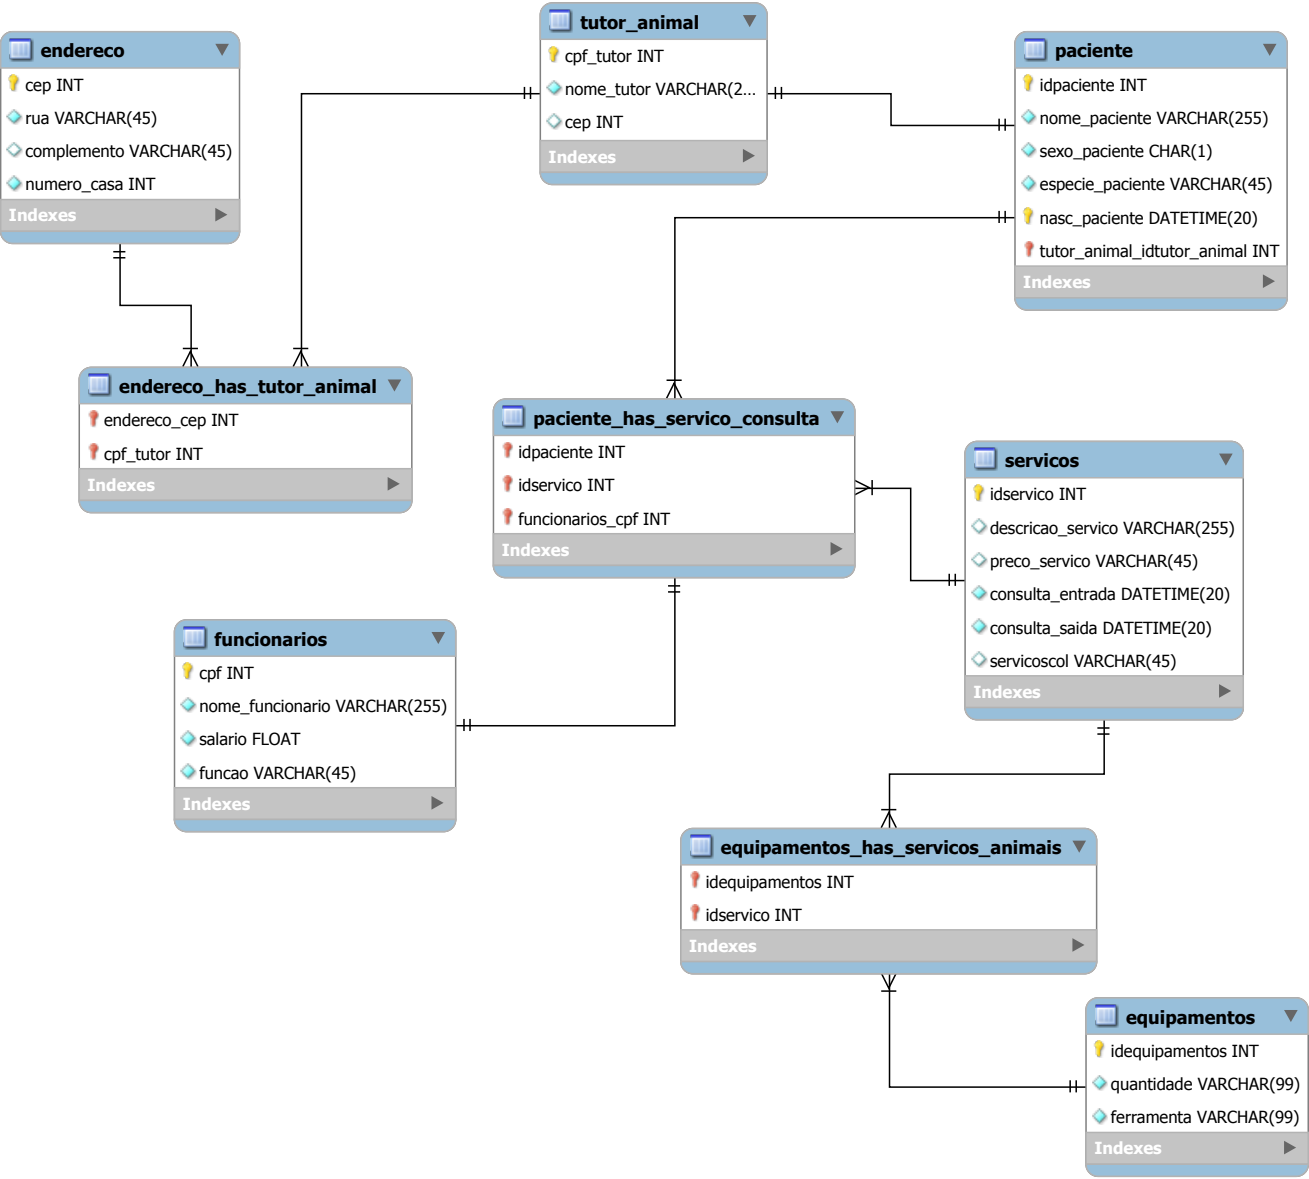 endereco
cep INT
rua VARCHAR(45)
complemento VARCHAR(45)
numero_casa INT
Indexes
tutor_animal
cpf_tutor INT
nome_tutor VARCHAR(2...
cep INT
Indexes
paciente
idpaciente INT
nome_paciente VARCHAR(255)
sexo_paciente CHAR(1)
especie_paciente VARCHAR(45)
nasc_paciente DATETIME(20)
tutor_animal_idtutor_animal INT
Indexes
endereco_has_tutor_animal
endereco_cep INT
cpf_tutor INT
Indexes
paciente_has_servico_consulta
idpaciente INT
idservico INT
funcionarios_cpf INT
Indexes
servicos
idservico INT
descricao_servico VARCHAR(255)
preco_servico VARCHAR(45)
consulta_entrada DATETIME(20)
consulta_saida DATETIME(20)
servicoscol VARCHAR(45)
Indexes
funcionarios
cpf INT
nome_funcionario VARCHAR(255)
salario FLOAT
funcao VARCHAR(45)
Indexes
equipamentos_has_servicos_animais
idequipamentos INT
idservico INT
Indexes
equipamentos
idequipamentos INT
quantidade VARCHAR(99)
ferramenta VARCHAR(99)
Indexes